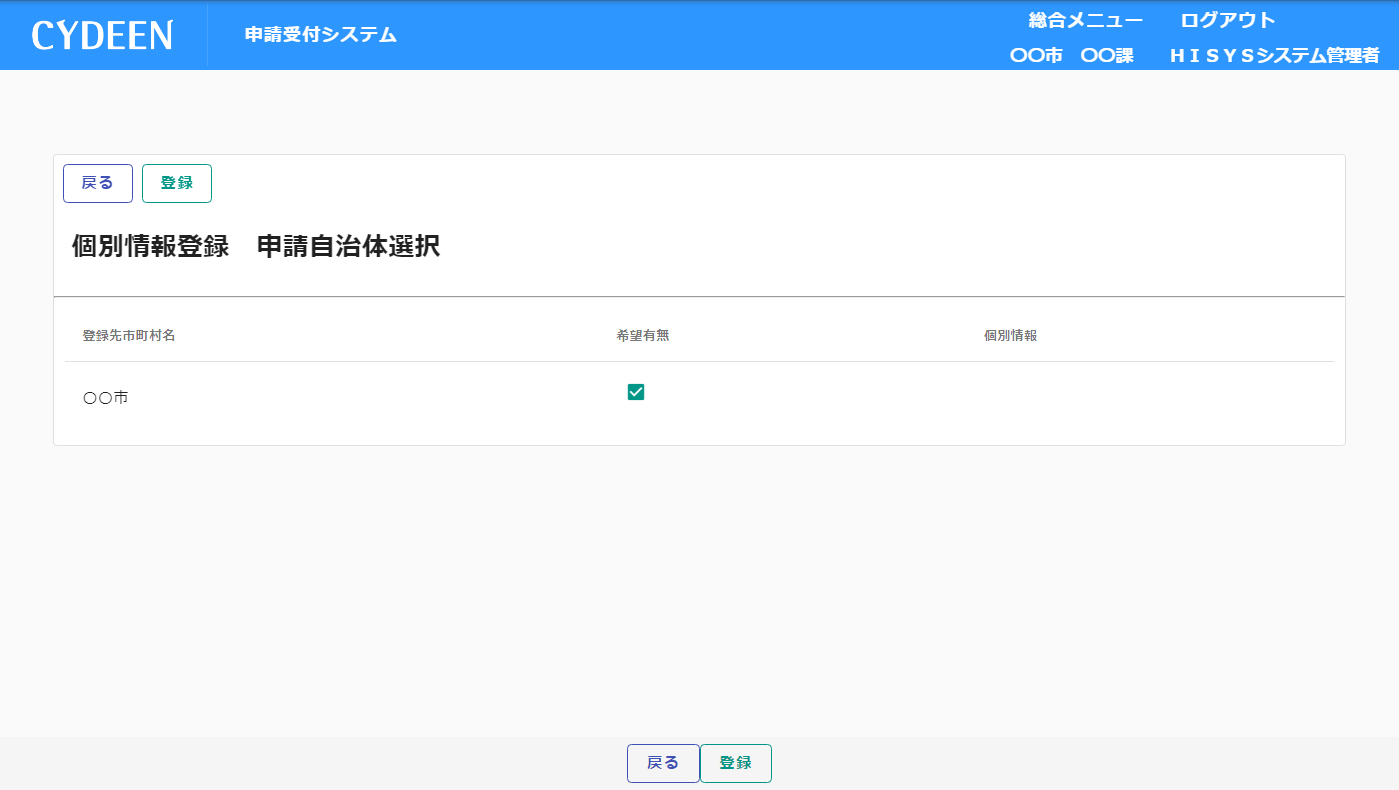 CYDEEN
申請受付システム
総合メニュー ログアウト
〇〇市 〇〇課 ＨＩＳＹＳシステム管理者
戻る 登録
個別情報登録　申請自治体選択
登録先市町村名 希望有無 個別情報
〇〇市
戻る 登録